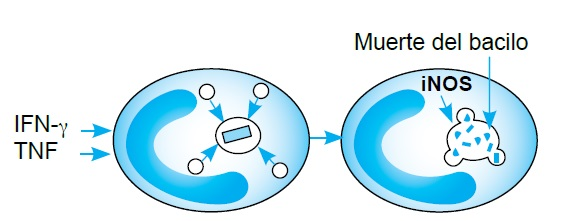 Muerte del bacilo
iNOS
IFN-γ
TNF